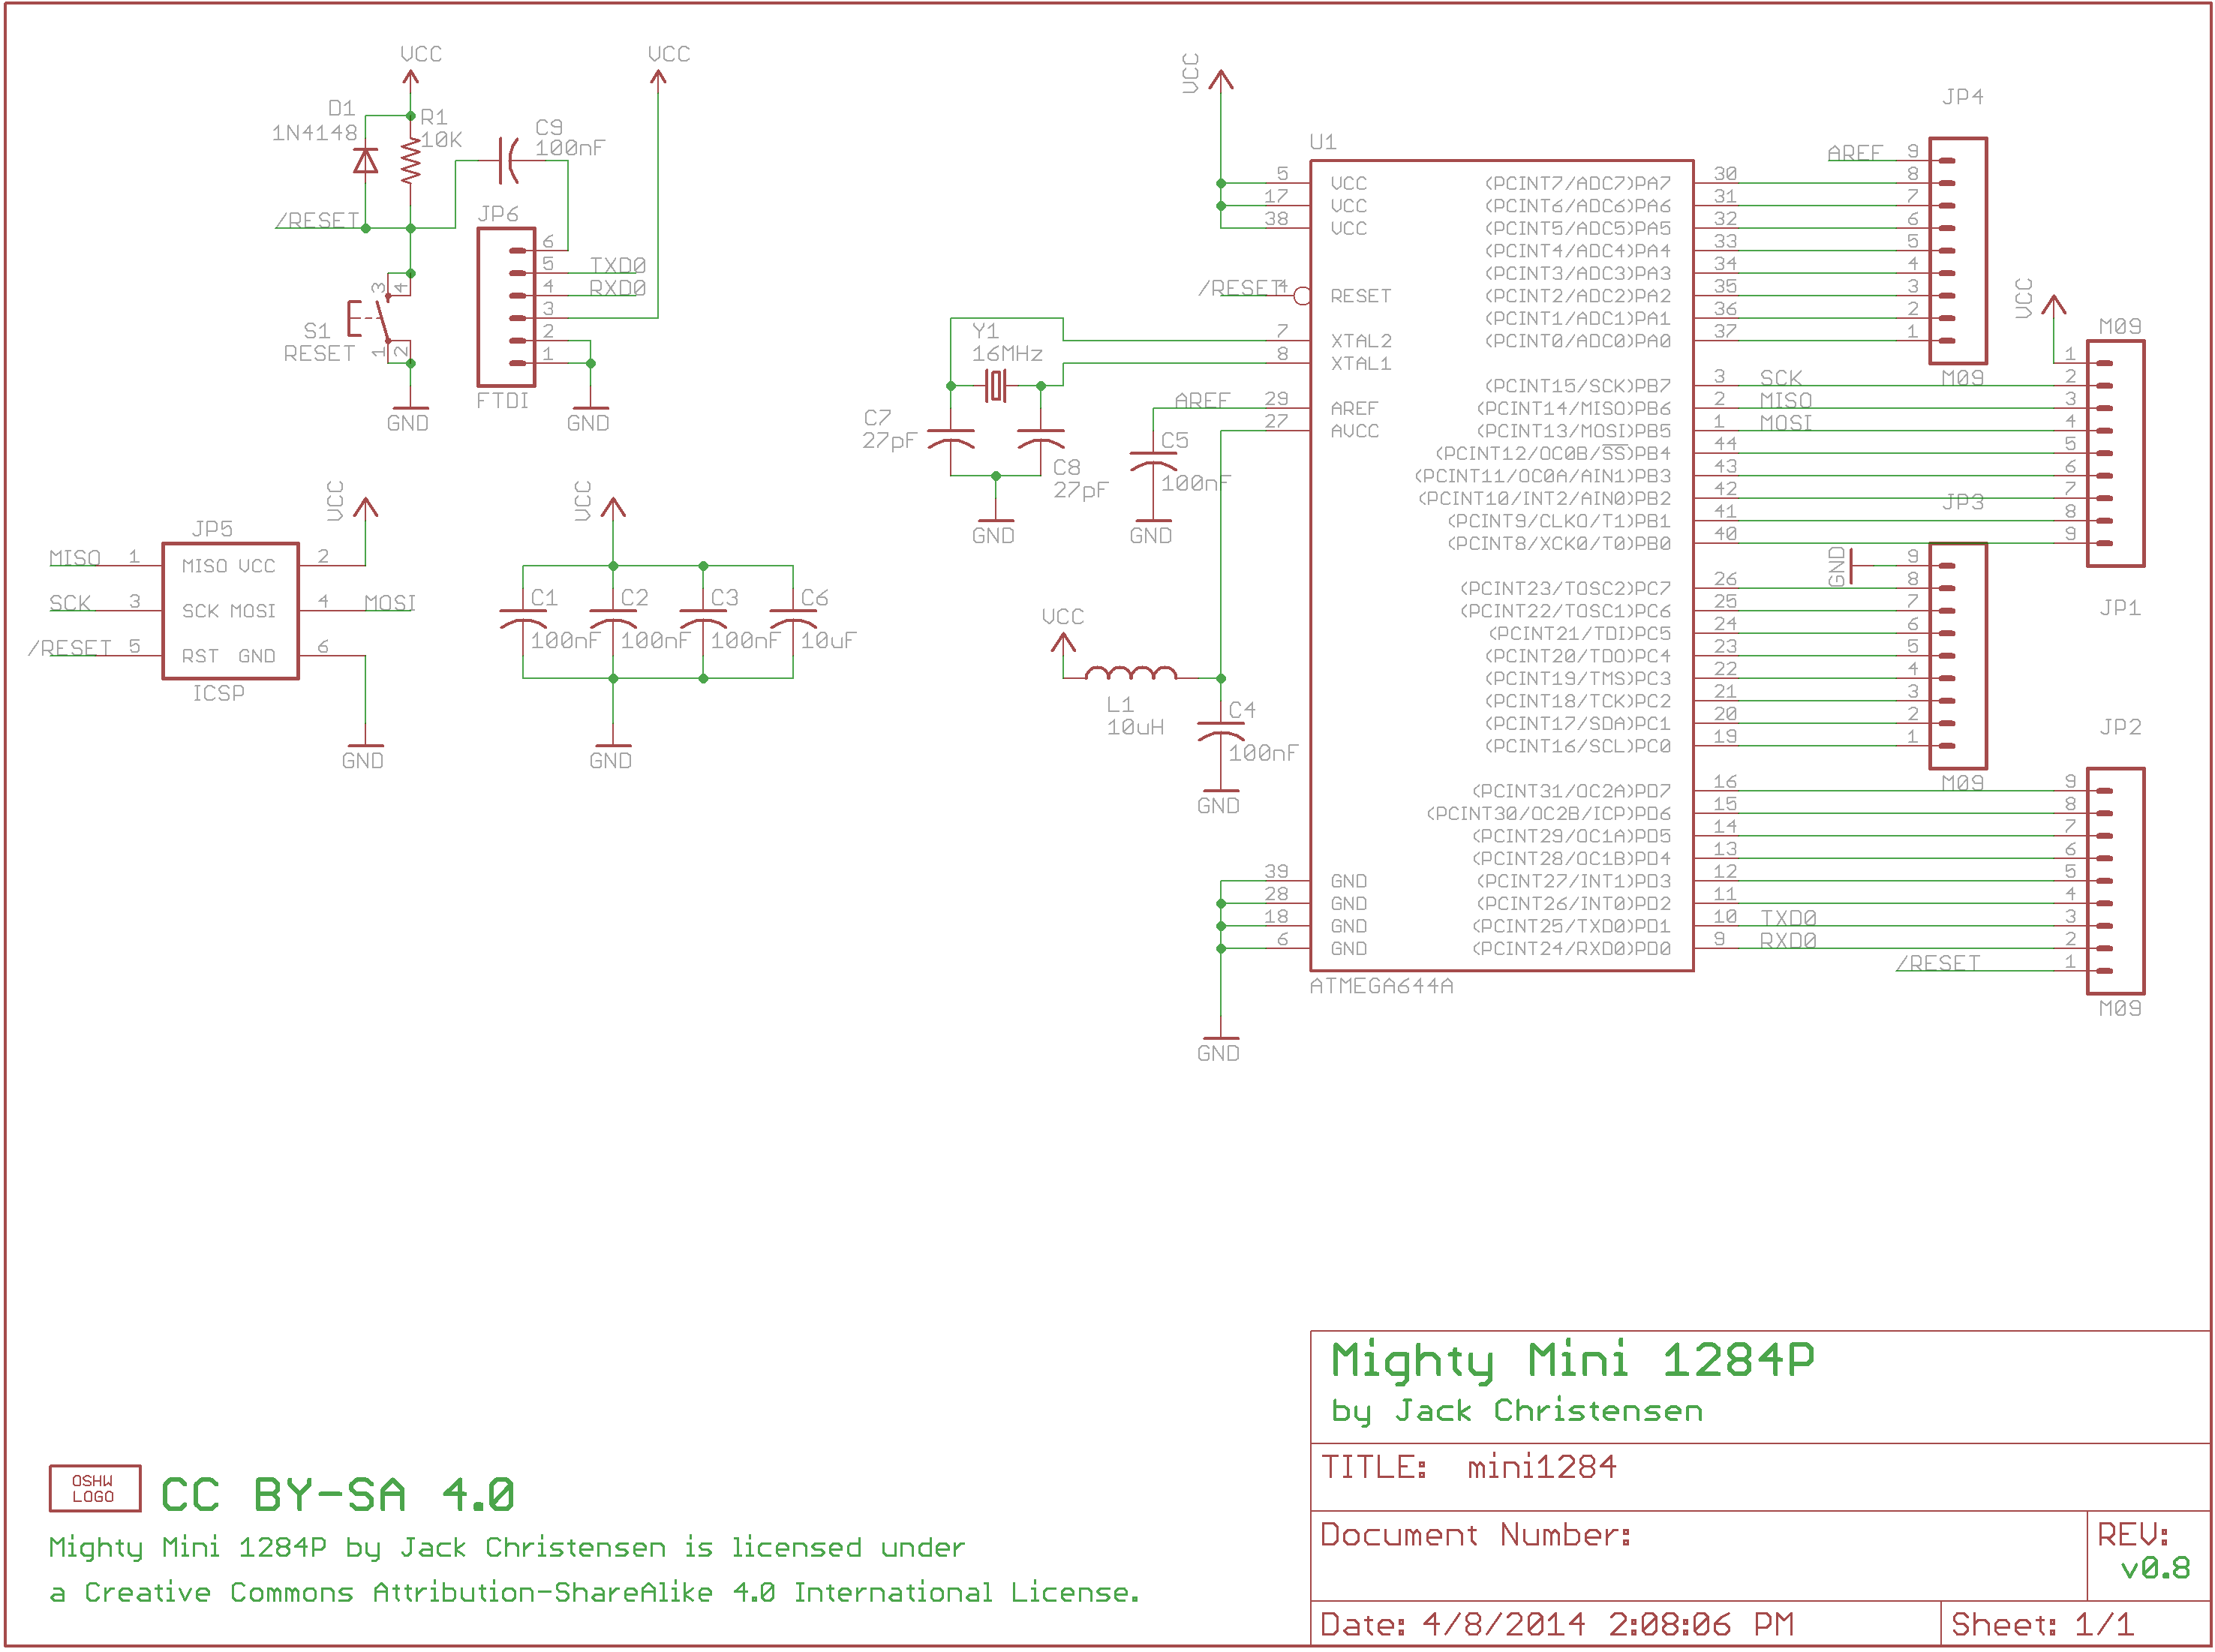 VCC
VCC
D1
1N4148
R1
10K
C9
100nF
/RESET
JP6
6
5
4
3
2
1
TXD0
RXD0
FTDI
3
4
1
2
S1
RESET
GND
GND
JP5
VCC
MISO
1
MISO VCC
2
SCK
3
SCK MOSI
4
MOSI
/RESET
5
RST GND
6
ICSP
GND
VCC
C1
100nF
C2
100nF
C3
100nF
C6
10uF
GND
VCC
U1
5
VCC
17
VCC
38
VCC
/RESET
4
RESET
7
XTAL2
8
XTAL1
Y1
16MHz
C7
27pF
C8
27pF
GND
AREF
29
AREF
27
AVCC
C5
100nF
GND
VCC
L1
10uH
C4
100nF
GND
39
GND
28
GND
18
GND
6
GND
GND
ATMEGA644A
(PCINT7/ADC7)PA7 30
(PCINT6/ADC6)PA6 31
(PCINT5/ADC5)PA5 32
(PCINT4/ADC4)PA4 33
(PCINT3/ADC3)PA3 34
(PCINT2/ADC2)PA2 35
(PCINT1/ADC1)PA1 36
(PCINT0/ADC0)PA0 37
(PCINT15/SCK)PB7 3 SCK
(PCINT14/MISO)PB6 2 MISO
(PCINT13/MOSI)PB5 1 MOSI
(PCINT12/OC0B/SS)PB4 44
(PCINT11/OC0A/AIN1)PB3 43
(PCINT10/INT2/AIN0)PB2 42
(PCINT9/CLKO/T1)PB1 41
(PCINT8/XCK0/T0)PB0 40
(PCINT23/TOSC2)PC7 26
(PCINT22/TOSC1)PC6 25
(PCINT21/TDI)PC5 24
(PCINT20/TDO)PC4 23
(PCINT19/TMS)PC3 22
(PCINT18/TCK)PC2 21
(PCINT17/SDA)PC1 20
(PCINT16/SCL)PC0 19
(PCINT31/OC2A)PD7 16
(PCINT30/OC2B/ICP)PD6 15
(PCINT29/OC1A)PD5 14
(PCINT28/OC1B)PD4 13
(PCINT27/INT1)PD3 12
(PCINT26/INT0)PD2 11
(PCINT25/TXD0)PD1 10 TXD0
(PCINT24/RXD0)PD0 9 RXD0
/RESET
JP4
AREF
9
8
7
6
5
4
3
2
1
M09
VCC
M09
1
2
3
4
5
6
7
8
9
JP1
JP3
GND
9
8
7
6
5
4
3
2
1
M09
JP2
9
8
7
6
5
4
3
2
1
M09
Mighty Mini 1284P
by Jack Christensen
TITLE: mini1284
Document Number:
REV:
v0.8
Date: 4/8/2014 2:08:06 PM
Sheet: 1/1
OSHW
LOGO
CC BY-SA 4.0
Mighty Mini 1284P by Jack Christensen is licensed under
a Creative Commons Attribution-ShareAlike 4.0 International License.